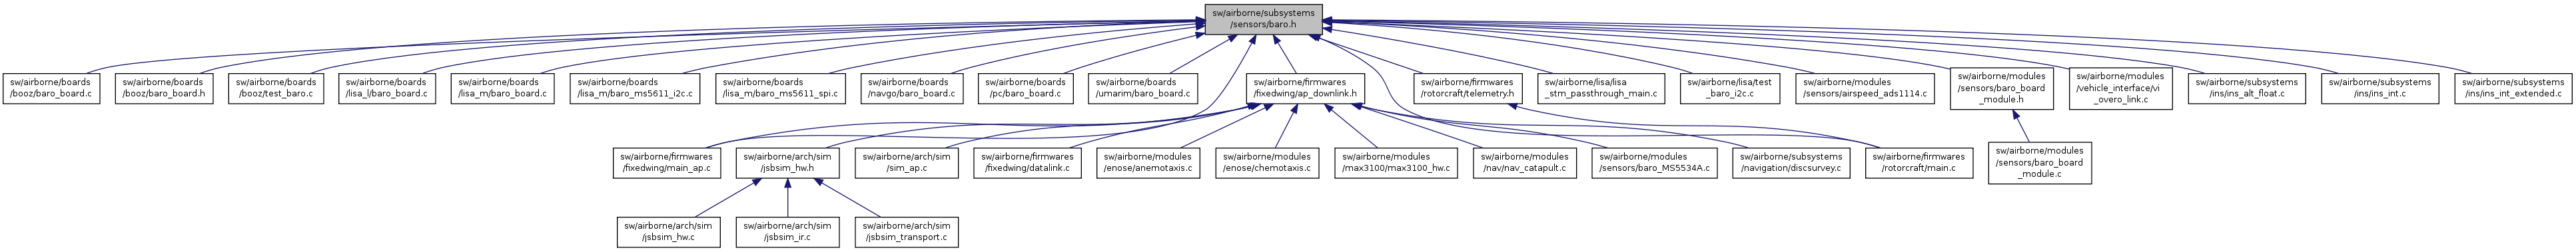 sw/airborne/subsystems
/sensors/baro.h
sw/airborne/boards
/booz/baro_board.c
sw/airborne/boards
/booz/baro_board.h
sw/airborne/boards
/booz/test_baro.c
sw/airborne/boards
/lisa_l/baro_board.c
sw/airborne/boards
/lisa_m/baro_board.c
sw/airborne/boards
/lisa_m/baro_ms5611_i2c.c
sw/airborne/boards
/lisa_m/baro_ms5611_spi.c
sw/airborne/boards
/navgo/baro_board.c
sw/airborne/boards
/pc/baro_board.c
sw/airborne/boards
/umarim/baro_board.c
sw/airborne/firmwares
/fixedwing/ap_downlink.h
sw/airborne/firmwares
/rotorcraft/telemetry.h
sw/airborne/lisa/lisa
_stm_passthrough_main.c
sw/airborne/lisa/test
_baro_i2c.c
sw/airborne/modules
/sensors/airspeed_ads1114.c
sw/airborne/modules
/sensors/baro_board
_module.h
sw/airborne/modules
/vehicle_interface/vi
_overo_link.c
sw/airborne/subsystems
/ins/ins_alt_float.c
sw/airborne/subsystems
/ins/ins_int.c
sw/airborne/subsystems
/ins/ins_int_extended.c
sw/airborne/firmwares
/fixedwing/main_ap.c
sw/airborne/arch/sim
/jsbsim_hw.h
sw/airborne/arch/sim
/sim_ap.c
sw/airborne/firmwares
/fixedwing/datalink.c
sw/airborne/modules
/enose/anemotaxis.c
sw/airborne/modules
/enose/chemotaxis.c
sw/airborne/modules
/max3100/max3100_hw.c
sw/airborne/modules
/nav/nav_catapult.c
sw/airborne/modules
/sensors/baro_MS5534A.c
sw/airborne/subsystems
/navigation/discsurvey.c
sw/airborne/firmwares
/rotorcraft/main.c
sw/airborne/modules
/sensors/baro_board
_module.c
sw/airborne/arch/sim
/jsbsim_hw.c
sw/airborne/arch/sim
/jsbsim_ir.c
sw/airborne/arch/sim
/jsbsim_transport.c